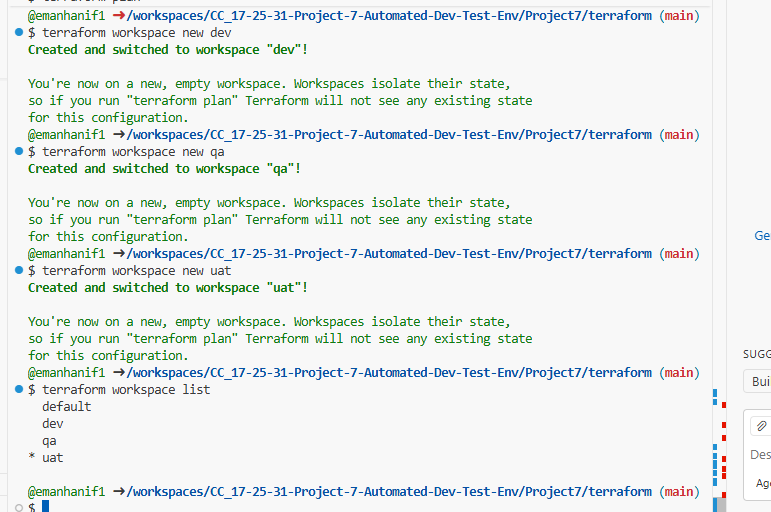 @emanhanif1 ➜/workspaces/CC_17-25-31-Project-7-Automated-Dev-Test-Env/Project7/terraform (main)
$ terraform workspace new dev
Created and switched to workspace "dev"!
You're now on a new, empty workspace. Workspaces isolate their state,
so if you run "terraform plan" Terraform will not see any existing state
for this configuration.
@emanhanif1 ➜/workspaces/CC_17-25-31-Project-7-Automated-Dev-Test-Env/Project7/terraform (main)
$ terraform workspace new qa
Created and switched to workspace "qa"!
You're now on a new, empty workspace. Workspaces isolate their state,
so if you run "terraform plan" Terraform will not see any existing state
for this configuration.
@emanhanif1 ➜/workspaces/CC_17-25-31-Project-7-Automated-Dev-Test-Env/Project7/terraform (main)
$ terraform workspace new uat
Created and switched to workspace "uat"!
You're now on a new, empty workspace. Workspaces isolate their state,
so if you run "terraform plan" Terraform will not see any existing state
for this configuration.
@emanhanif1 ➜/workspaces/CC_17-25-31-Project-7-Automated-Dev-Test-Env/Project7/terraform (main)
$ terraform workspace list
default
dev
qa
* uat
@emanhanif1 ➜/workspaces/CC_17-25-31-Project-7-Automated-Dev-Test-Env/Project7/terraform (main)
$
Ge
SUGG
Bui
Des
Age